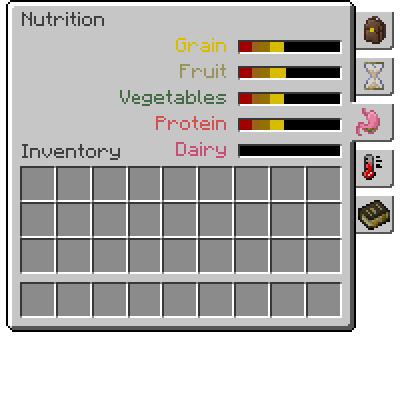 Nutrition
Grain
Fruit
Vegetables
Protein
Dairy
Inventory